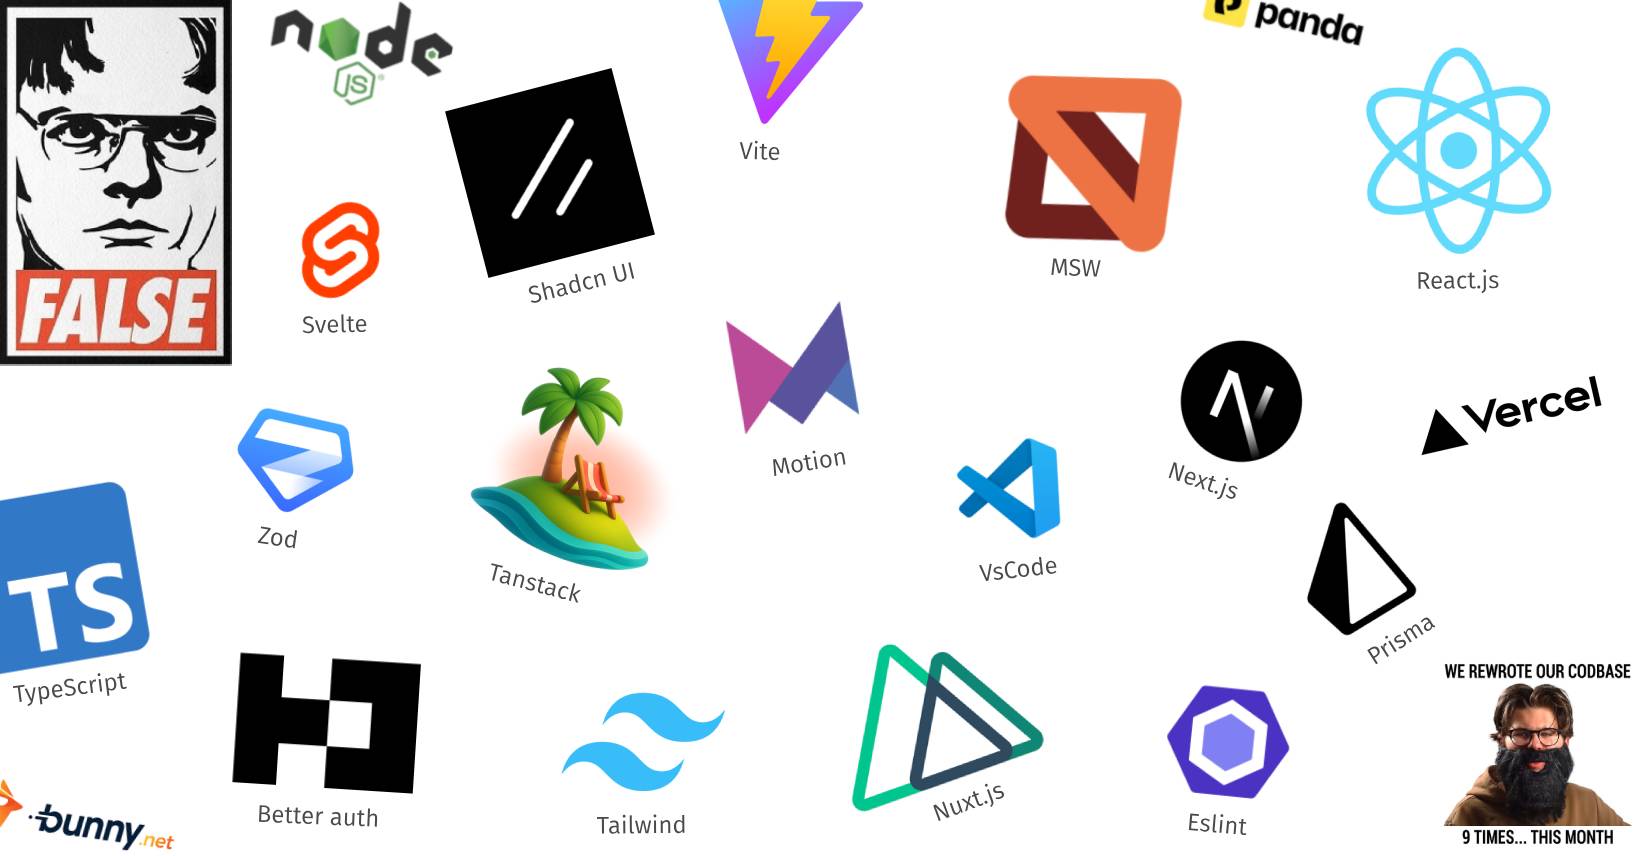 FALSE
node
JS
Svelte
Shadcn UI
Vite
panda
MSW
React.js
Zod
Tanstack
Motion
VsCode
Next.js
Vercel
TS
TypeScript
Better auth
Tailwind
Nuxt.js
Prisma
Eslint
bunny.net
WE REWROTE OUR CODBASE
9 TIMES... THIS MONTH